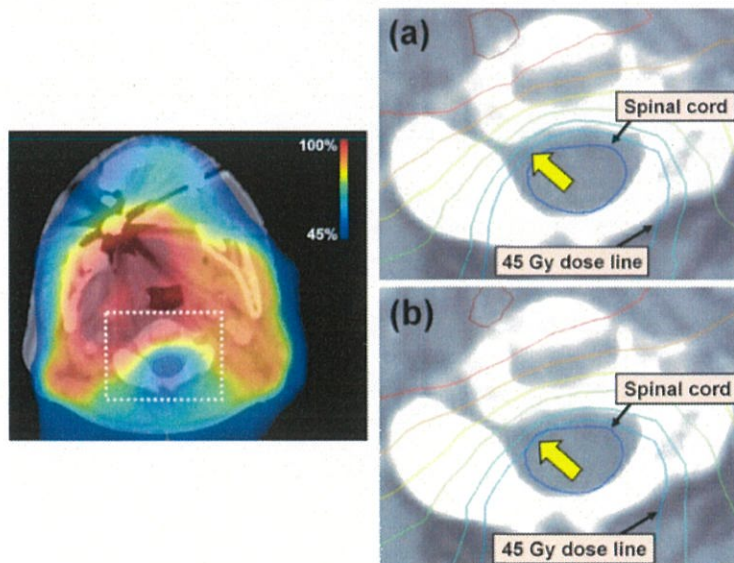 100%
45%
(a)
Spinal cord
45 Gy dose line
(b)
Spinal cord
45 Gy dose line